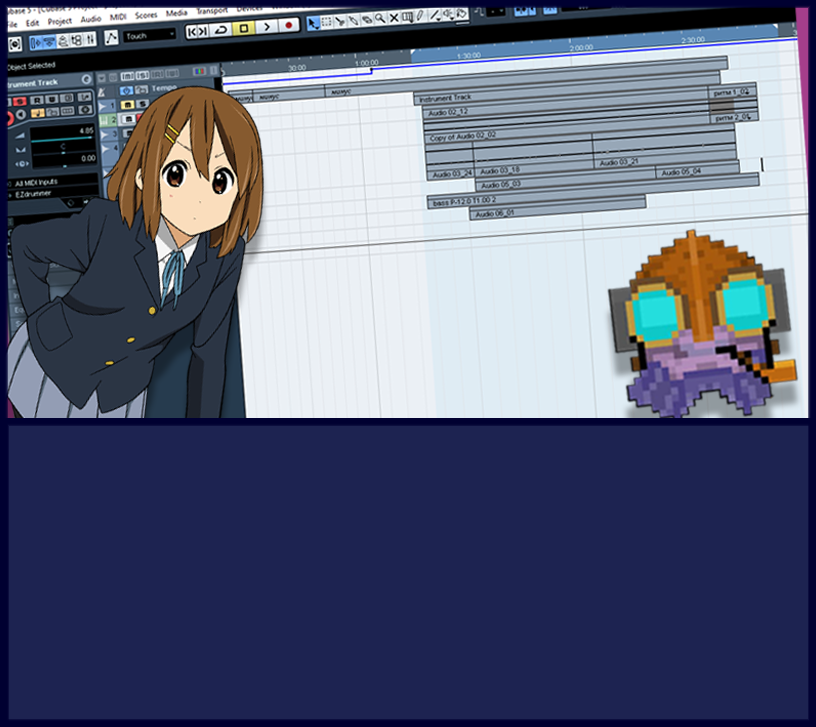 Cubase 5 - [Cubase 5 Project
File Edit Project Audio MIDI Scores Media Transport Devices
Touch
Object Selected
30:00 1:00:00 1:30:00 2:00:00 2:30:00
Instrument Track
Tempo
минус минус
Instrument Track
ритм 1_02
Audio 02_12
ритм 2_05
Copy of Audio 02_02
4.85
0.00
Audio 03_24 Audio 03_18 Audio 03_21
Audio 05_03 Audio 05_04
All MIDI Inputs
EZdrummer
bass P-12.0 T1.00 2
Audio 06_01